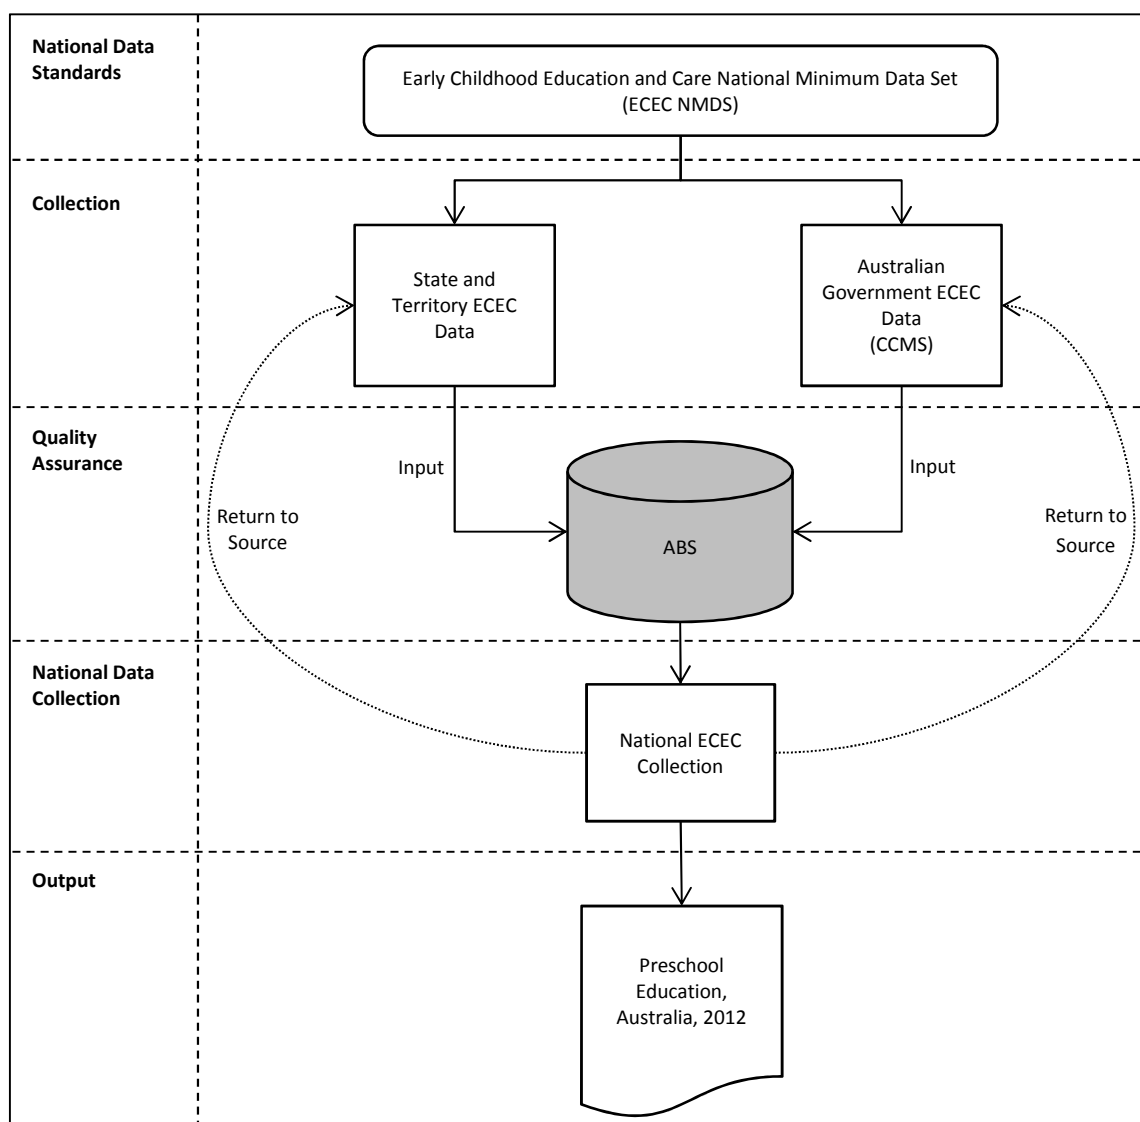 National Data
Standards
Early Childhood Education and Care National Minimum Data Set
(ECEC NMDS)
Collection
State and
Territory ECEC
Data
Australian
Government ECEC
Data
(CCMS)
Quality
Assurance
Input
Input
Return to
Source
ABS
Return to
Source
National Data
Collection
National ECEC
Collection
Output
Preschool
Education,
Australia, 2012